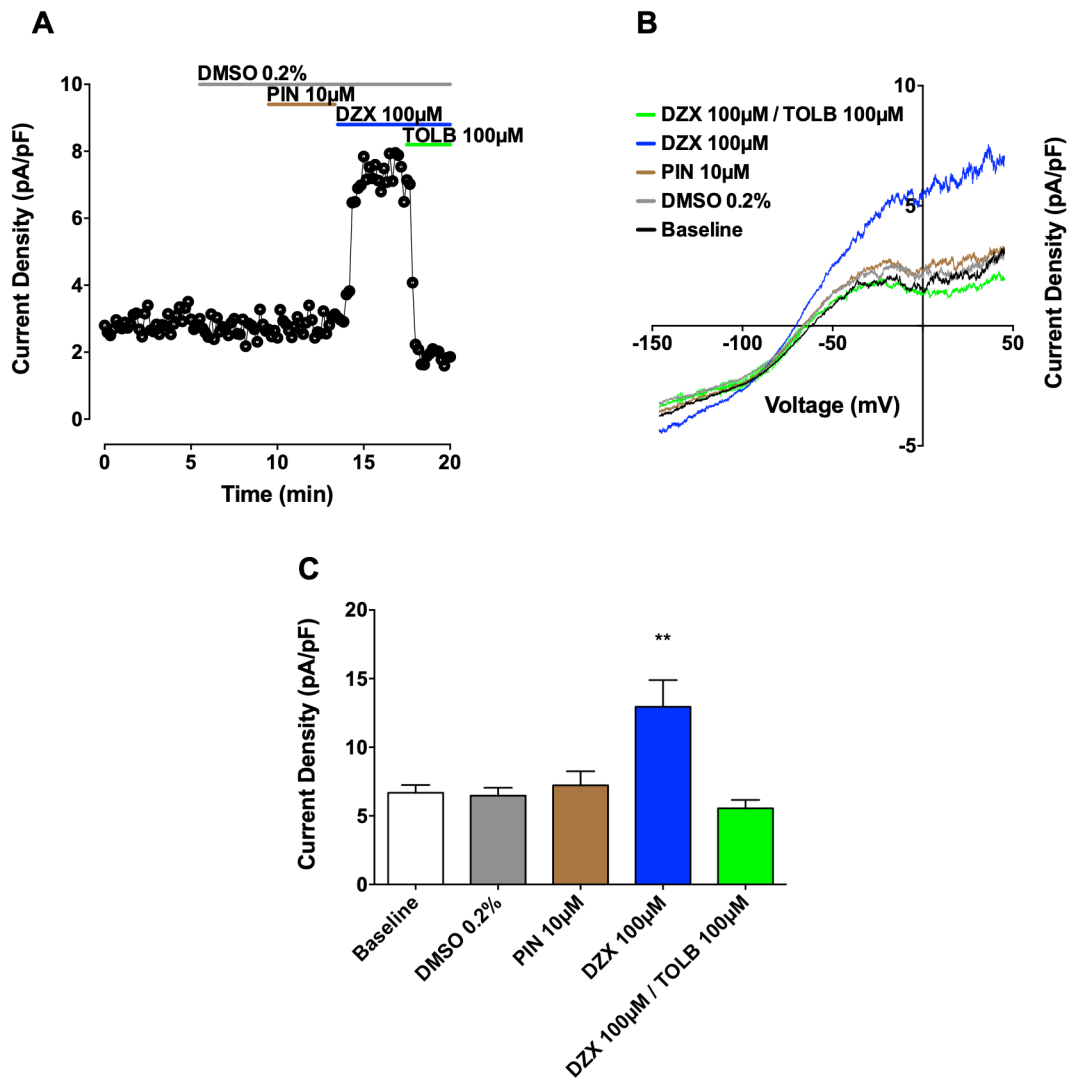 A
DMSO 0.2%
PIN 10µM
DZX 100µM
TOLB 100µM
10
8
6
4
2
0
Current Density (pA/pF)
0 5 10 15 20
Time (min)
B
DZX 100µM / TOLB 100µM
DZX 100µM
PIN 10µM
DMSO 0.2%
Baseline
10
5
-5
-150 -100 -50 50
Voltage (mV)
Current Density (pA/pF)
C
20
15
10
5
0
Current Density (pA/pF)
**
Baseline
DMSO 0.2%
PIN 10µM
DZX 100µM
DZX 100µM / TOLB 100µM